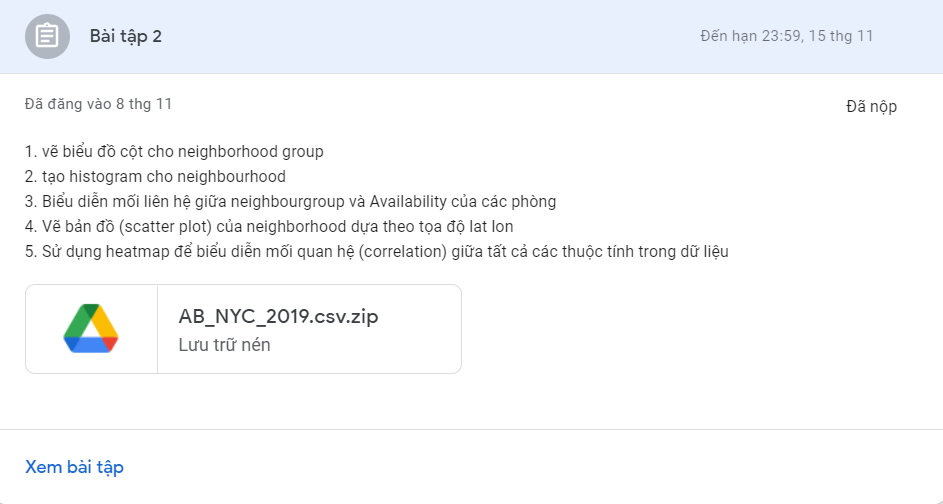 Bài tập 2
Đến hạn 23:59, 15 thg 11
Đã đăng vào 8 thg 11
Đã nộp
1. vẽ biểu đồ cột cho neighborhood group
2. tạo histogram cho neighbourhood
3. Biểu diễn mối liên hệ giữa neighbourgroup và Availability của các phòng
4. Vẽ bản đồ (scatter plot) của neighborhood dựa theo tọa độ lat lon
5. Sử dụng heatmap để biểu diễn mối quan hệ (correlation) giữa tất cả các thuộc tính trong dữ liệu
AB_NYC_2019.csv.zip
Lưu trữ nén
Xem bài tập